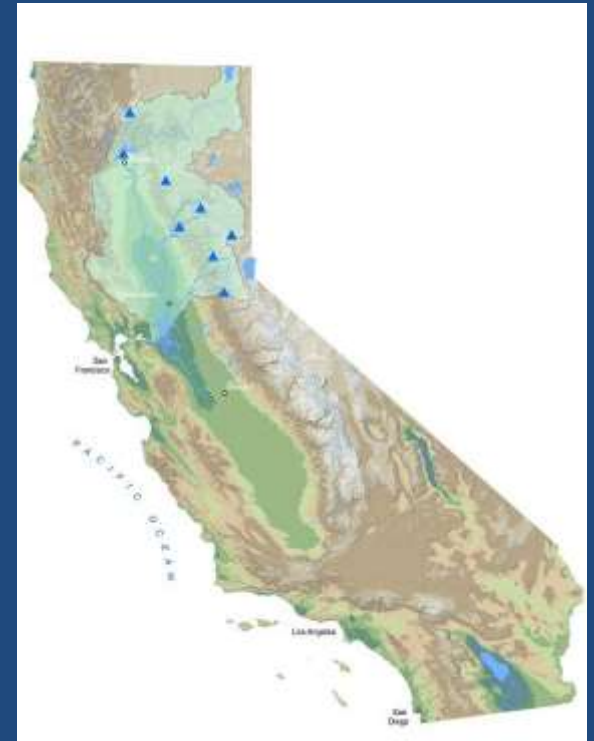 San
Francisco
PACIFIC OCEAN
Los Angeles
San
Diego